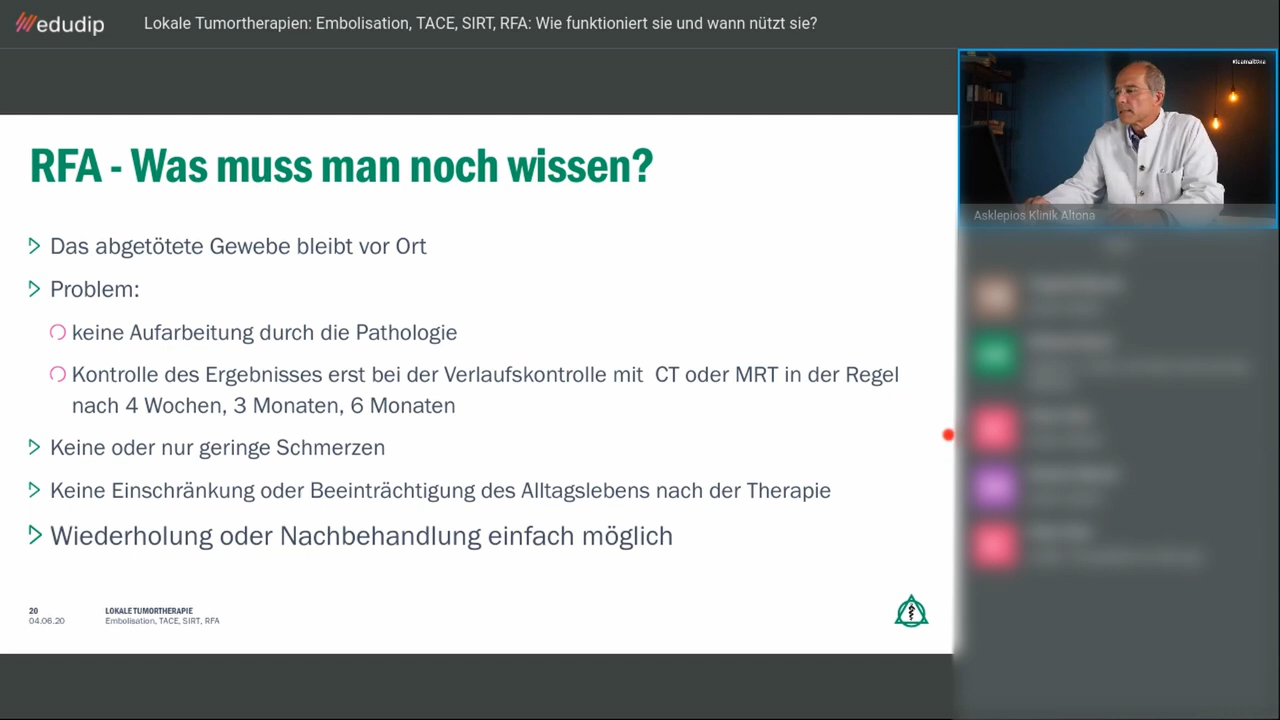 edudip
Lokale Tumortherapien: Embolisation, TACE, SIRT, RFA: Wie funktioniert sie und wann nützt sie?
Asklepios Klinik Altona
RFA - Was muss man noch wissen?
Das abgetötete Gewebe bleibt vor Ort
Problem:
keine Aufarbeitung durch die Pathologie
Kontrolle des Ergebnisses erst bei der Verlaufskontrolle mit CT oder MRT in der Regel
nach 4 Wochen, 3 Monaten, 6 Monaten
Keine oder nur geringe Schmerzen
Keine Einschränkung oder Beeinträchtigung des Alltagslebens nach der Therapie
Wiederholung oder Nachbehandlung einfach möglich
20
04.06.20
LOKALE TUMORTHERAPIE
Embolisation, TACE, SIRT, RFA